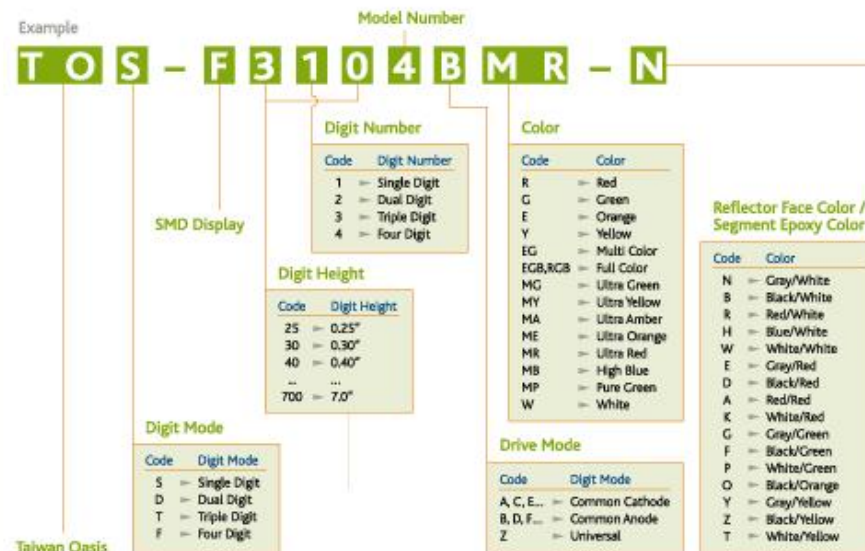 Example
Model Number
TOS – F3104BMR – N
Digit Number
Code Digit Number
1 Single Digit
2 Dual Digit
3 Triple Digit
4 Four Digit
Color
Code Color
R Red
G Green
E Orange
Y Yellow
EG Multi Color
EGB,RGB Full Color
MG Ultra Green
MY Ultra Yellow
MA Ultra Amber
ME Ultra Orange
MR Ultra Red
MB High Blue
MP Pure Green
W White
Reflector Face Color /
Segment Epoxy Color
Code Color
N Gray/White
B Black/White
R Red/White
H Blue/White
W White/White
E Gray/Red
D Black/Red
A Red/Red
K White/Red
G Gray/Green
F Black/Green
P White/Green
O Black/Orange
Y Gray/Yellow
Z Black/Yellow
T White/Yellow
SMD Display
Digit Height
Code Digit Height
25 0.25"
30 0.30"
40 0.40"
... ...
700 7.0"
Digit Mode
Code Digit Mode
S Single Digit
D Dual Digit
T Triple Digit
F Four Digit
Drive Mode
Code Digit Mode
A, C, E... Common Cathode
B, D, F... Common Anode
Z Universal
Taiwan Oasis